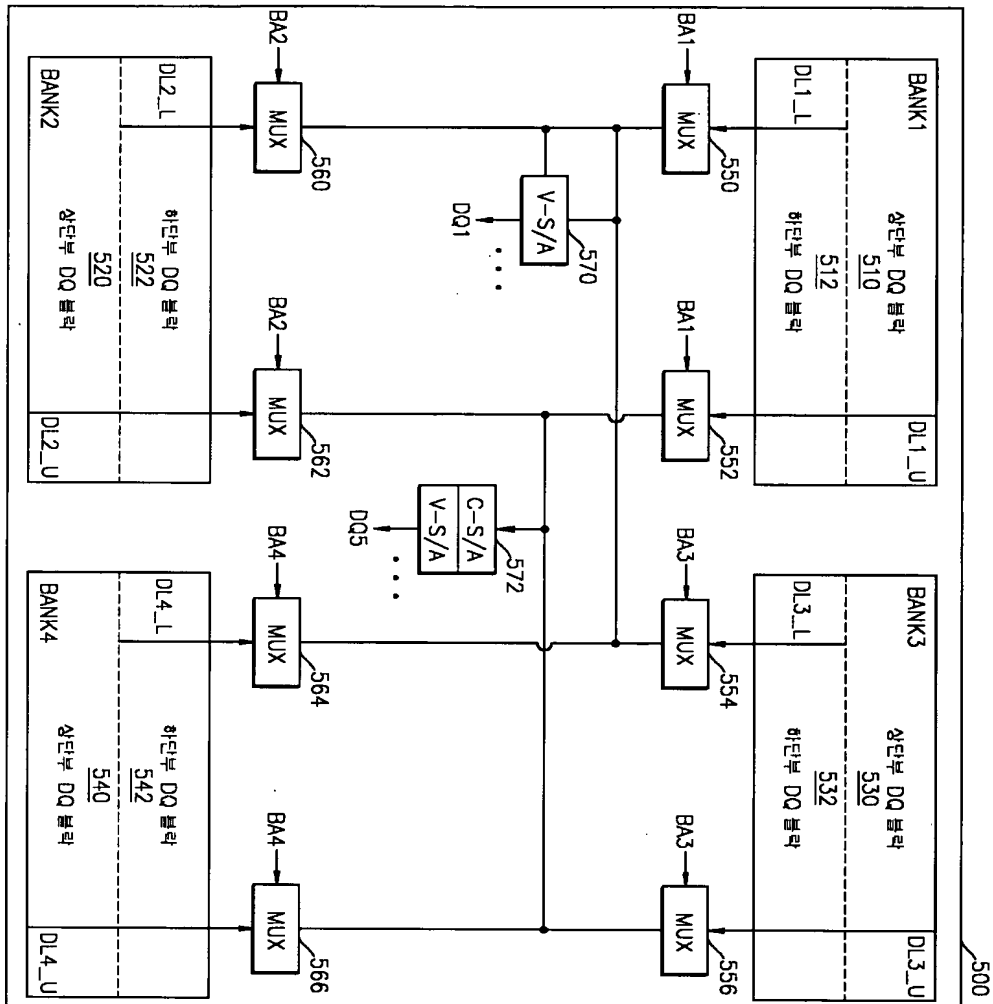 500
BANK1
상단부 DQ 블락
510
하단부 DQ 블락
512
DL1_L
DL1_U
BANK3
상단부 DQ 블락
530
하단부 DQ 블락
532
DL3_L
DL3_U
BA1
MUX
550
BA1
MUX
552
BA3
MUX
554
BA3
MUX
556
V-S/A
570
DQ1
C-S/A
V-S/A
572
DQ5
BA2
MUX
560
BA2
MUX
562
BA4
MUX
564
BA4
MUX
566
DL2_L
하단부 DQ 블락
522
상단부 DQ 블락
520
BANK2
DL2_U
DL4_L
하단부 DQ 블락
542
상단부 DQ 블락
540
BANK4
DL4_U